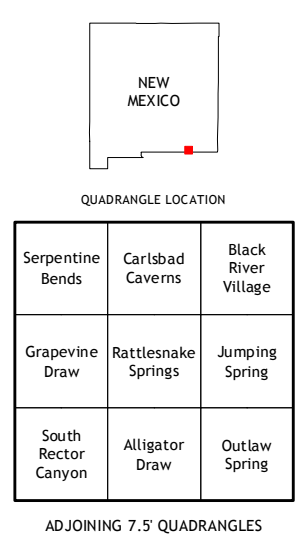 NEW
MEXICO
QUADRANGLE LOCATION
Serpentine
Bends
Carlsbad
Caverns
Black
River
Village
Grapevine
Draw
Rattlesnake
Springs
Jumping
Spring
South
Rector
Canyon
Alligator
Draw
Outlaw
Spring
ADJOINING 7.5' QUADRANGLES